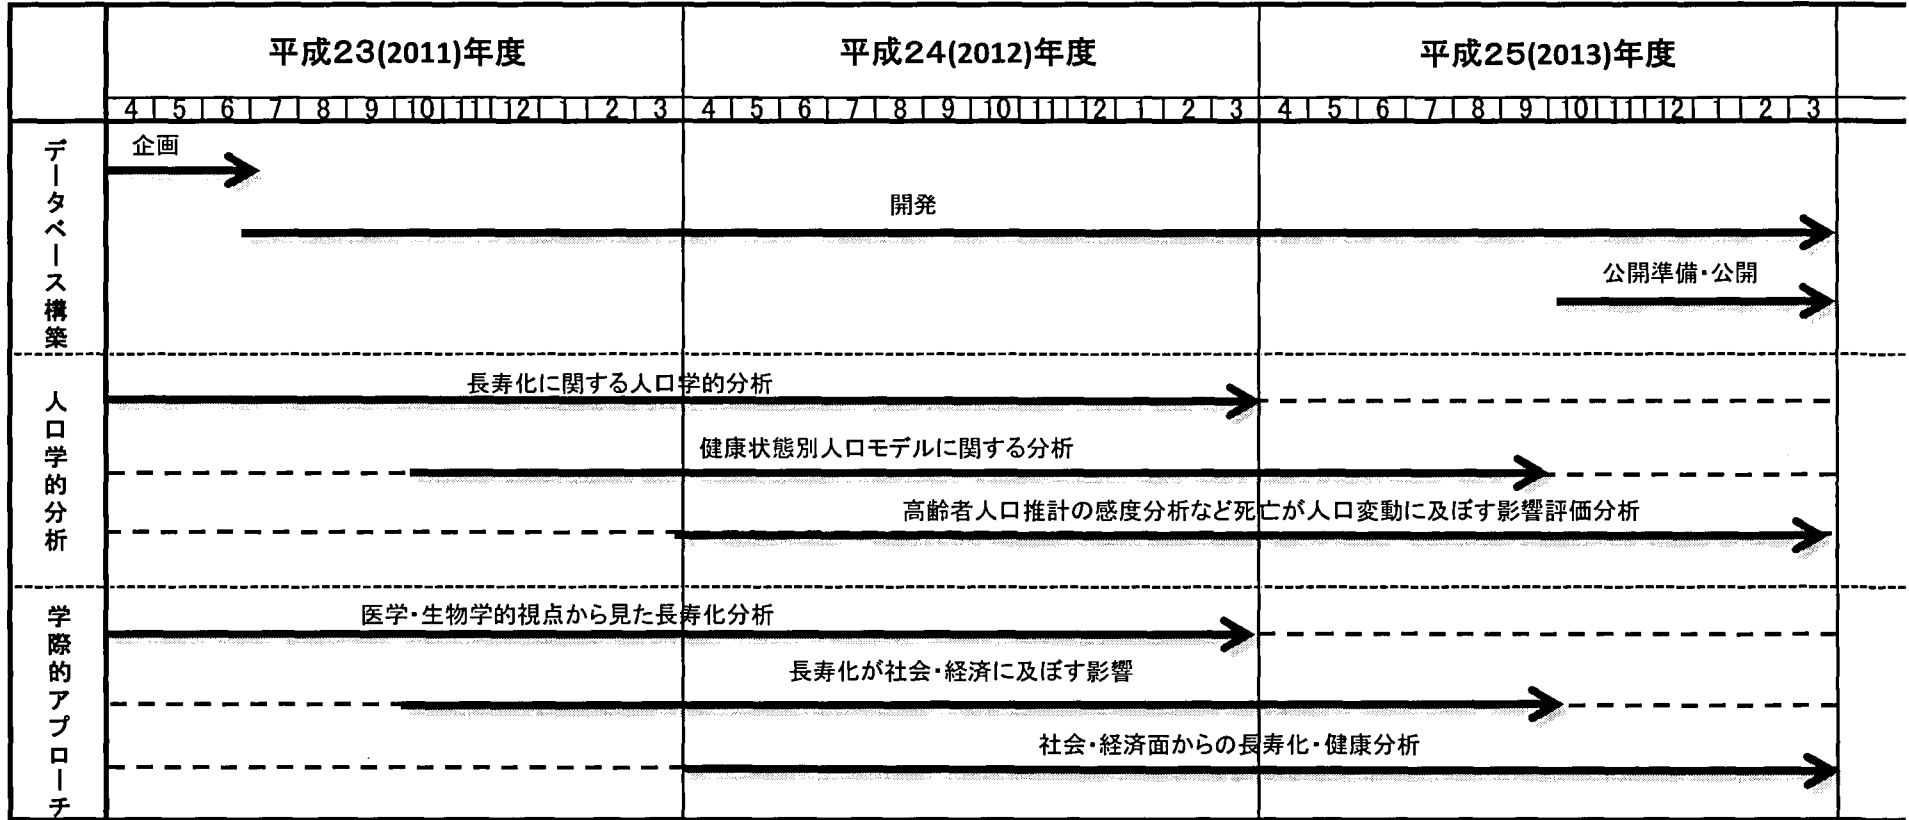 平成23(2011)年度 平成24(2012)年度 平成25(2013)年度
4 5 6 7 8 9 10 11 12 1 2 3 4 5 6 7 8 9 10 11 12 1 2 3 4 5 6 7 8 9 10 11 12 1 2 3
データベース構築
企画
開発
公開準備・公開
人口学的分析
長寿化に関する人口学的分析
健康状態別人口モデルに関する分析
高齢者人口推計の感度分析など死亡が人口変動に及ぼす影響評価分析
学際的アプローチ
医学・生物学的視点から見た長寿化分析
長寿化が社会・経済に及ぼす影響
社会・経済面からの長寿化・健康分析